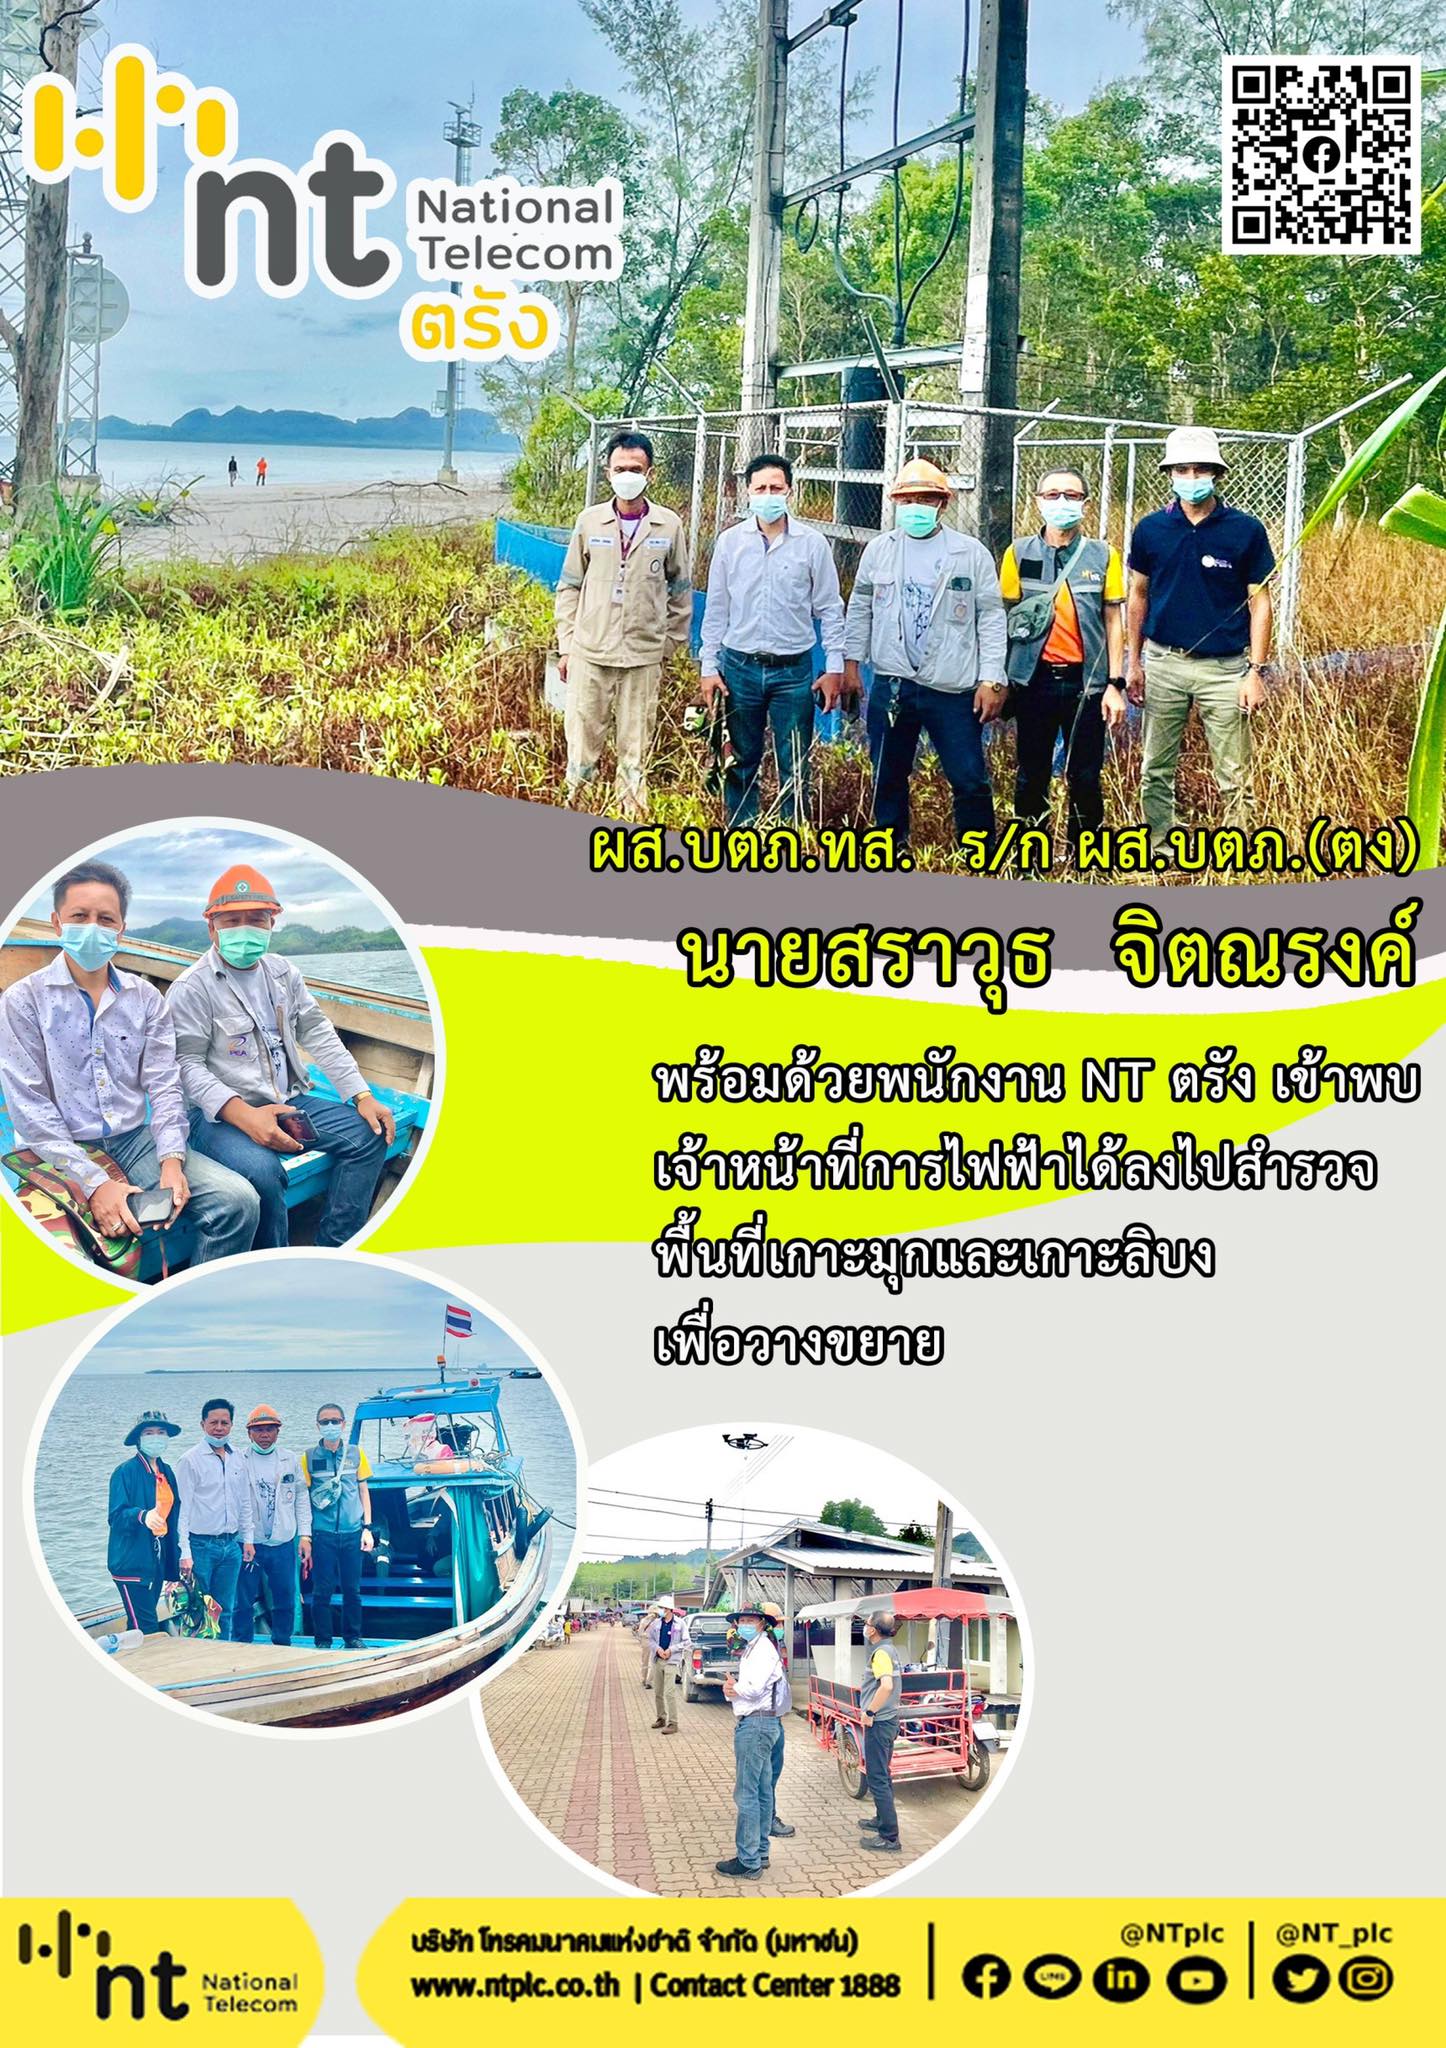 nt National
Telecom
ตรัง
ผส.บตภ.ทส. ร/ก ผส.บตภ.(ตง)
นายสราวุธ จิตณรงค์
พร้อมด้วยพนักงาน NT ตรัง เข้าพบ
เจ้าหน้าที่การไฟฟ้าได้ลงไปสำรวจ
พื้นที่เกาะมุกและเกาะลิบง
เพื่อวางขยาย
PEA
nt National
Telecom
บริษัท โทรคมนาคมแห่งชาติ จำกัด (มหาชน)
www.ntplc.co.th | Contact Center 1888
@NTplc
LINE
@NT_plc